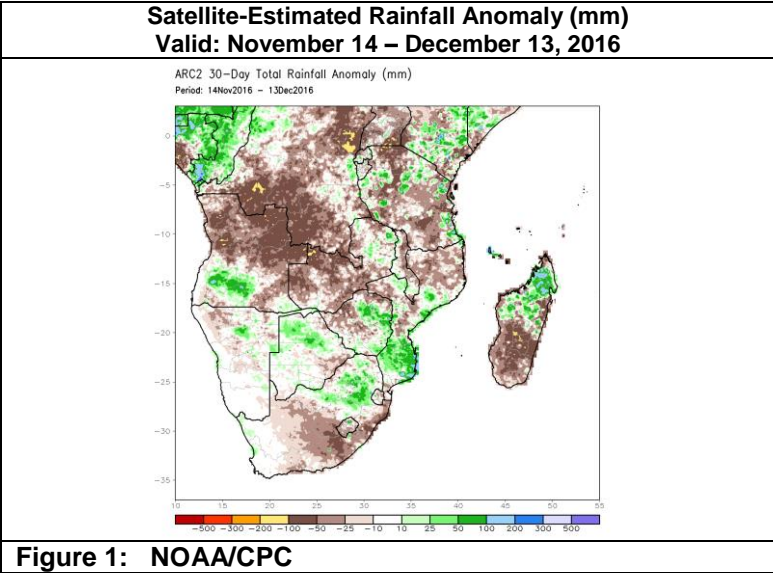 Satellite-Estimated Rainfall Anomaly (mm)
Valid: November 14 – December 13, 2016
ARC2 30-Day Total Rainfall Anomaly (mm)
Period: 14Nov2016 - 13Dec2016
0
-5
-10
-15
-20
-25
-30
-35
10 15 20 25 30 35 40 45 50 55
-500 -300 -200 -100 -50 -25 -10 10 25 50 100 200 300 500
Figure 1: NOAA/CPC